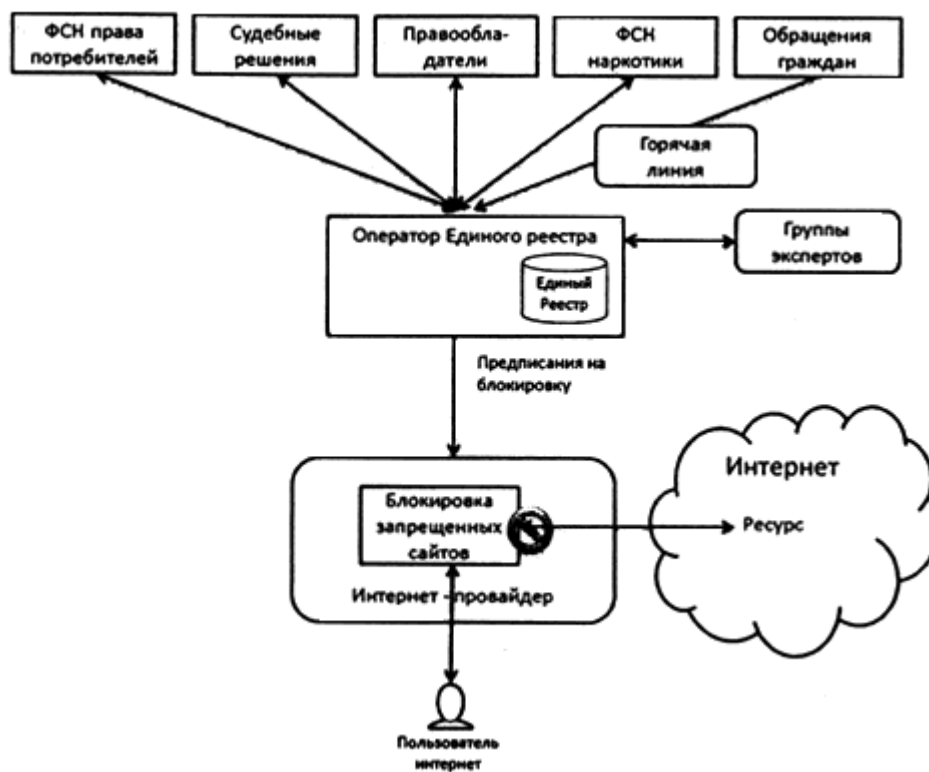 ФСН права
потребителей
Судебные
решения
Правообла-
датели
ФСН
наркотики
Обращения
граждан
Горячая
линия
Оператор Единого реестра
Единый
Реестр
Группы
экспертов
Предписания на
блокировку
Интернет
Ресурс
Блокировка
запрещенных
сайтов
Интернет - провайдер
Пользователь
интернет